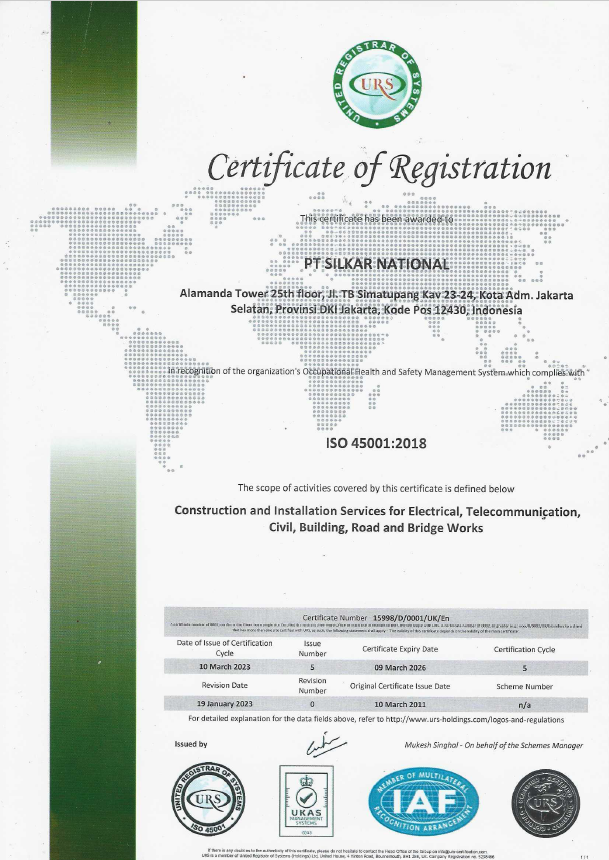 UNITED REGISTRAR OF SYSTEMS
URS
Certificate of Registration
This certificate has been awarded to
PT SILKAR NATIONAL
Alamanda Tower 25th floor, Jl. TB Simatupang Kav 23-24, Kota Adm. Jakarta
Selatan, Provinsi DKI Jakarta, Kode Pos 12430, Indonesia
in recognition of the organization's Occupational Health and Safety Management System which complies with
ISO 45001:2018
The scope of activities covered by this certificate is defined below
Construction and Installation Services for Electrical, Telecommunication,
Civil, Building, Road and Bridge Works
Certificate Number 15998/D/0001/UK/En
Date of Issue of Certification Cycle
Issue Number
Certificate Expiry Date
Certification Cycle
10 March 2023
5
09 March 2026
5
Revision Date
Revision Number
Original Certificate Issue Date
Scheme Number
19 January 2023
0
10 March 2011
n/a
For detailed explanation for the data fields above, refer to http://www.urs-holdings.com/logos-and-regulations
Issued by
Mukesh Singhal - On behalf of the Schemes Manager
UNITED REGISTRAR OF SYSTEMS
URS
ISO 45001
UKAS
MANAGEMENT
SYSTEMS
MEMBER OF MULTILATERAL
IAF
RECOGNITION ARRANGEMENT
URS